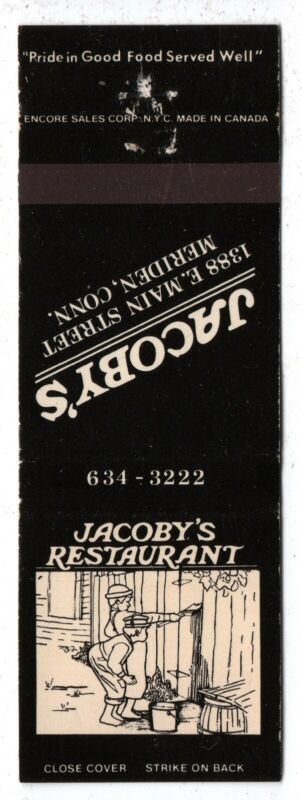 "Pride in Good Food Served Well"
ENCORE SALES CORP. N.Y.C. MADE IN CANADA
JACOBY'S
1388 E. MAIN STREET
MERIDEN, CONN.
634-3222
JACOBY'S
RESTAURANT
CLOSE COVER STRIKE ON BACK